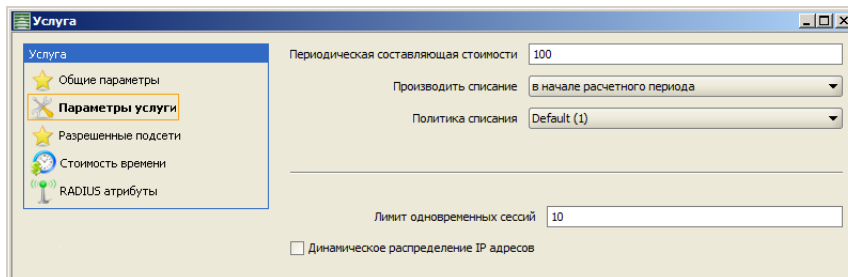 Услуга
Услуга
Общие параметры
Параметры услуги
Разрешенные подсети
Стоимость времени
RADIUS атрибуты
Периодическая составляющая стоимости 100
Производить списание в начале расчетного периода
Политика списания Default (1)
Лимит одновременных сессий 10
Динамическое распределение IP адресов